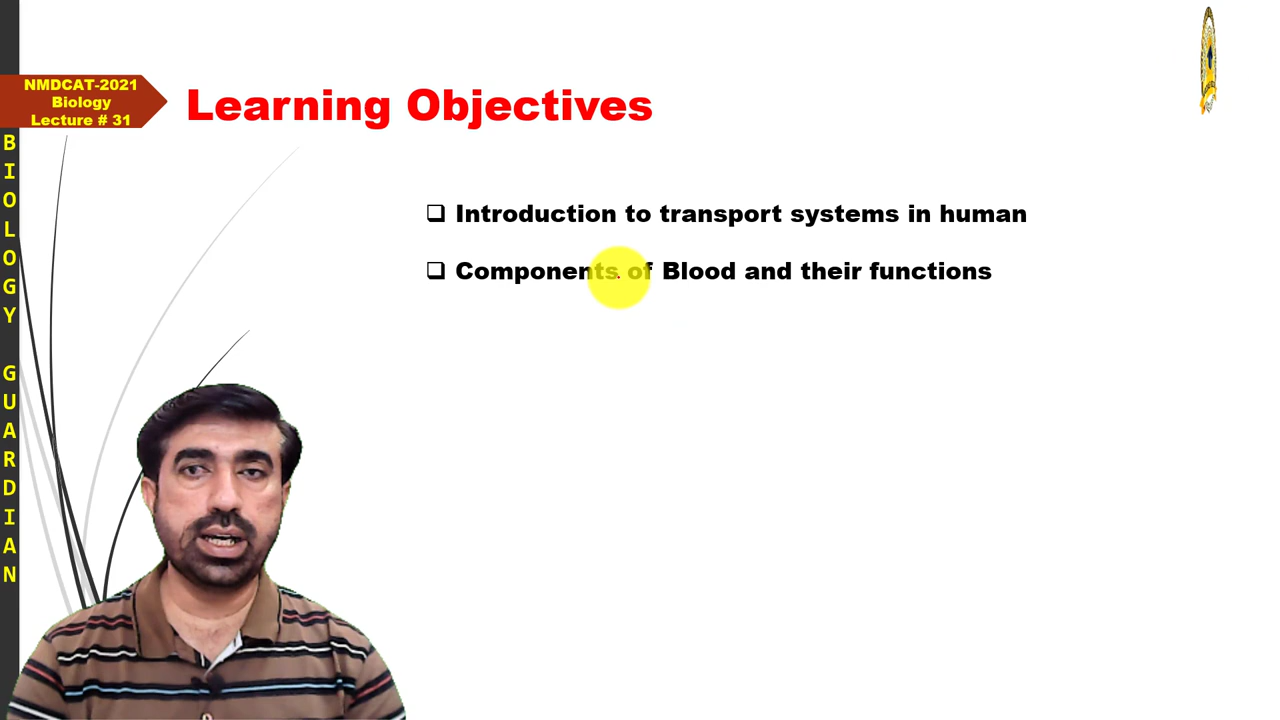 NMDCAT-2021
Biology
Lecture # 31
Learning Objectives
Introduction to transport systems in human
Components of Blood and their functions
BIOLOGY GUARDIAN